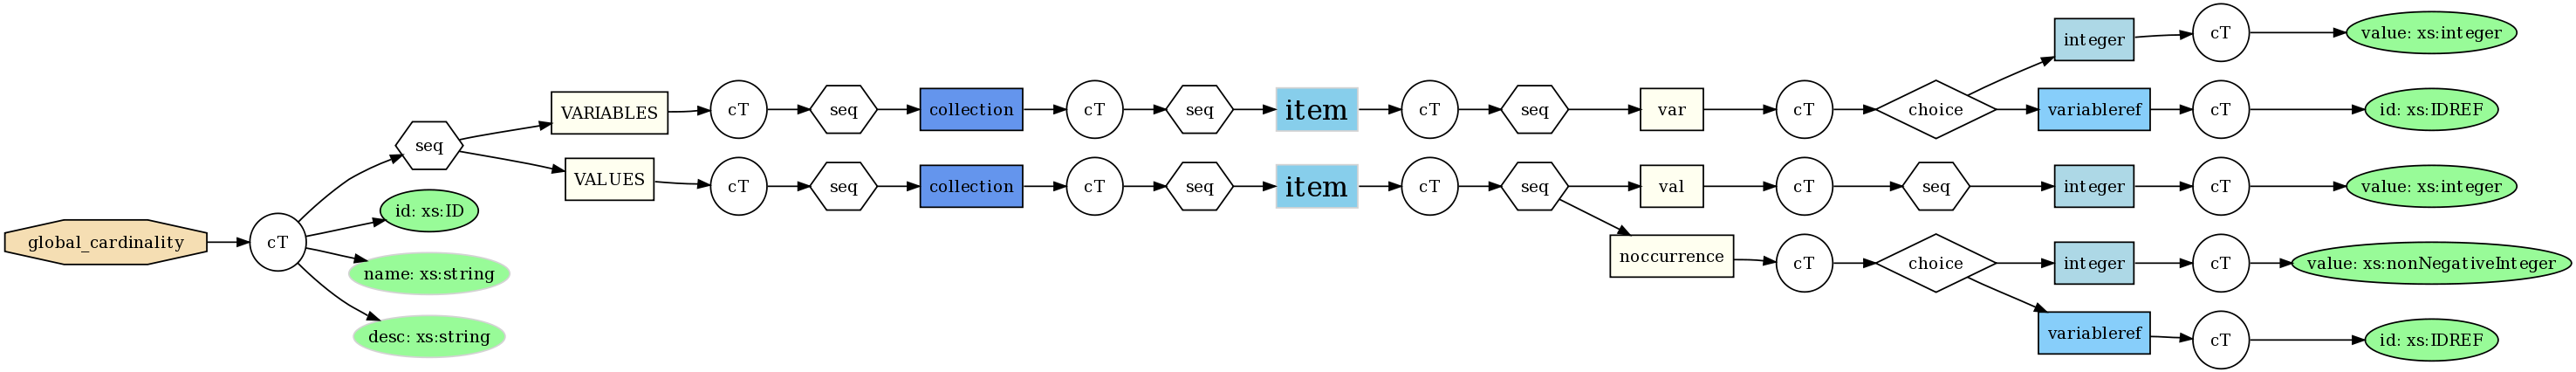 global_cardinality
cT
seq
id: xs:ID
name: xs:string
desc: xs:string
VARIABLES
cT
seq
collection
cT
seq
item
cT
seq
var
cT
choice
integer
cT
value: xs:integer
variableref
cT
id: xs:IDREF
VALUES
cT
seq
collection
cT
seq
item
cT
seq
val
cT
seq
integer
cT
value: xs:integer
noccurrence
cT
choice
integer
cT
value: xs:nonNegativeInteger
variableref
cT
id: xs:IDREF